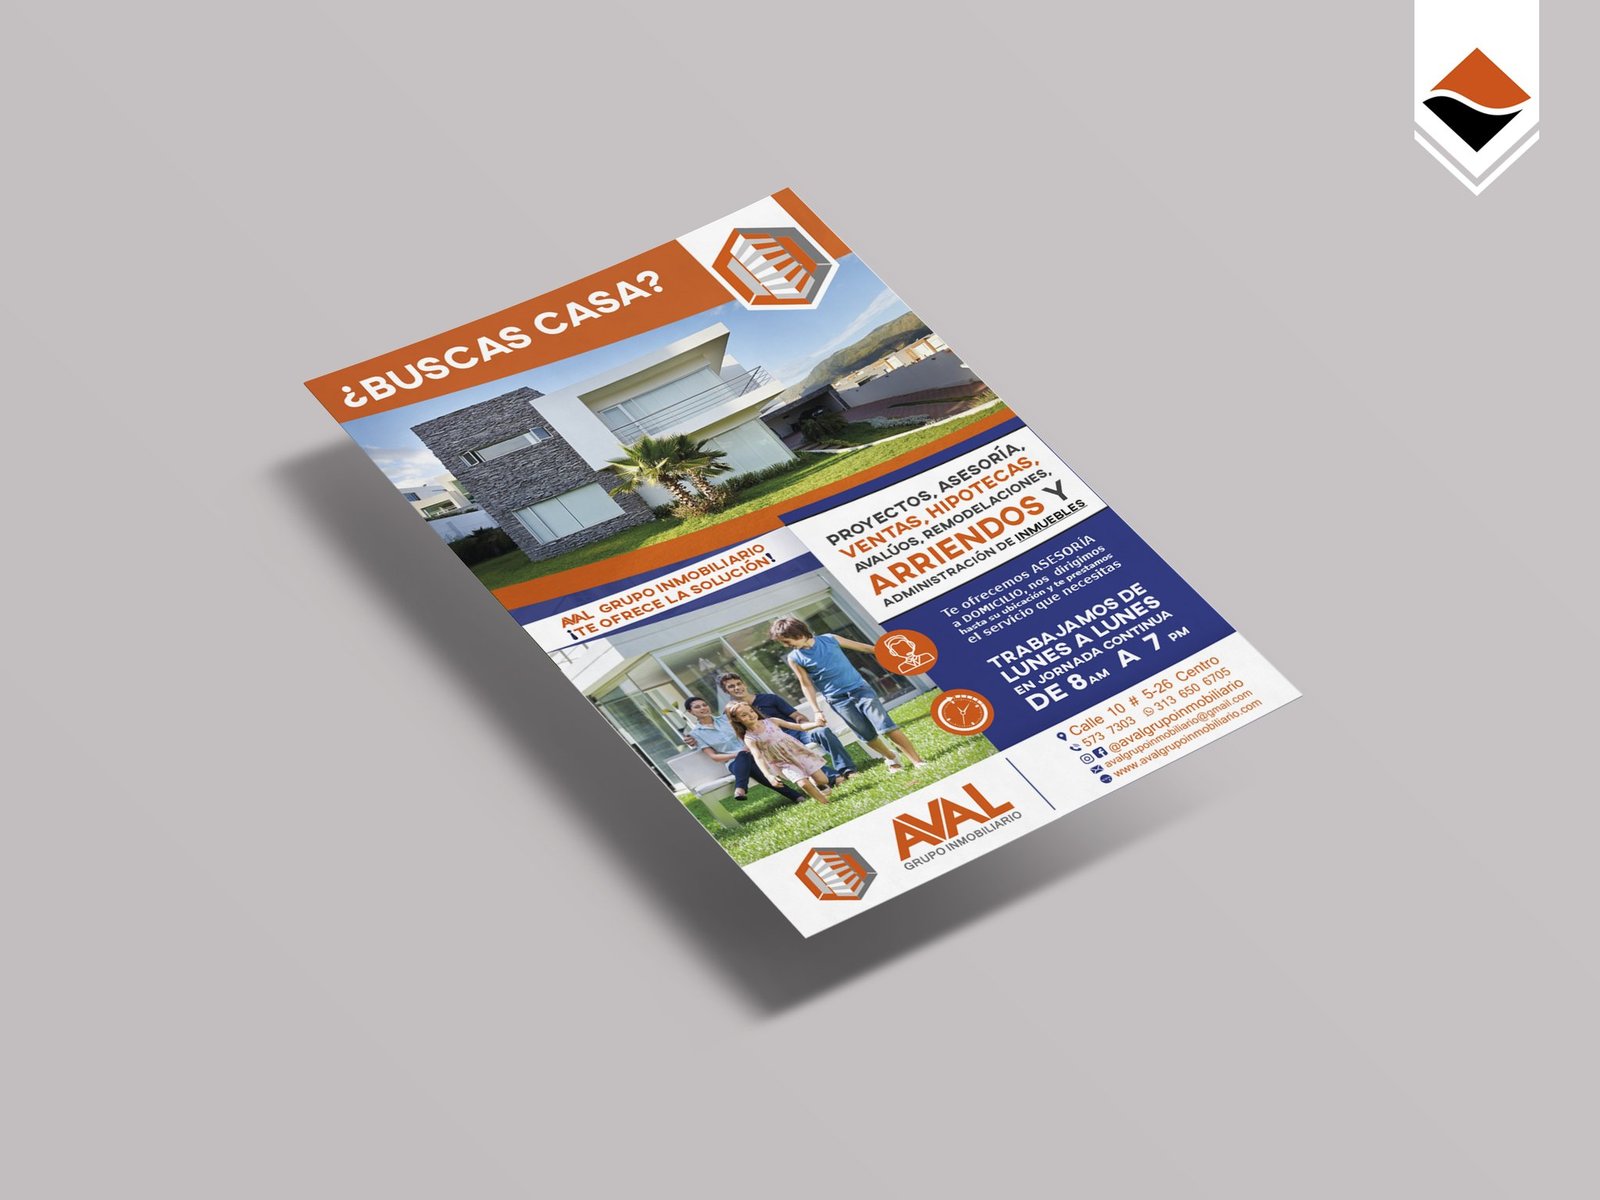 ¿BUSCAS CASA?
PROYECTOS, ASESORÍA,
VENTAS, HIPOTECAS,
AVALÚOS, REMODELACIONES,
ARRIENDOS Y
ADMINISTRACIÓN DE INMUEBLES
AVAL GRUPO INMOBILIARIO
¡TE OFRECE LA SOLUCIÓN!
Te ofrecemos ASESORÍA
a DOMICILIO, nos dirigimos
hasta su ubicación y te prestamos
el servicio que necesitas
TRABAJAMOS DE
LUNES A LUNES
EN JORNADA CONTINUA
DE 8 AM A 7 PM
Calle 10 # 5-26 Centro
573 7303 313 650 6705
@avalgrupoinmobiliario
avalgrupoinmobiliario@gmail.com
www.avalgrupoinmobiliario.com
AVAL
GRUPO INMOBILIARIO